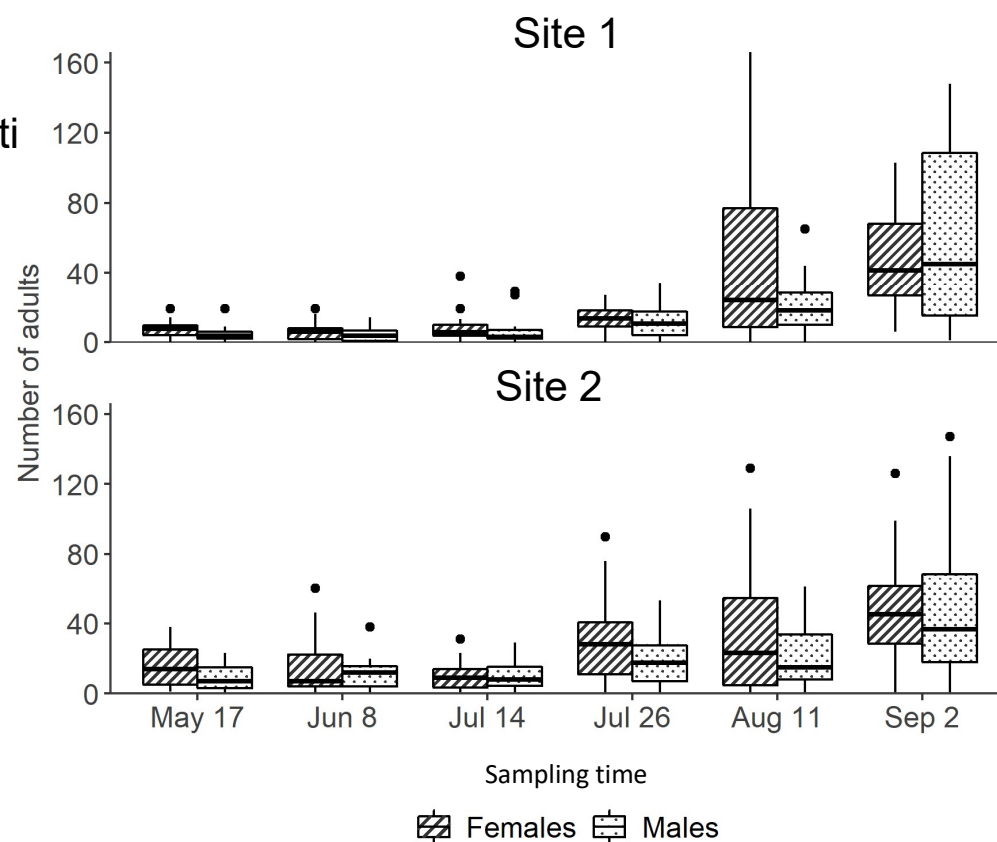 Site 1
ti
160
120
80
40
0
Number of adults
Site 2
160
120
80
40
0
May 17 Jun 8 Jul 14 Jul 26 Aug 11 Sep 2
Sampling time
Females Males